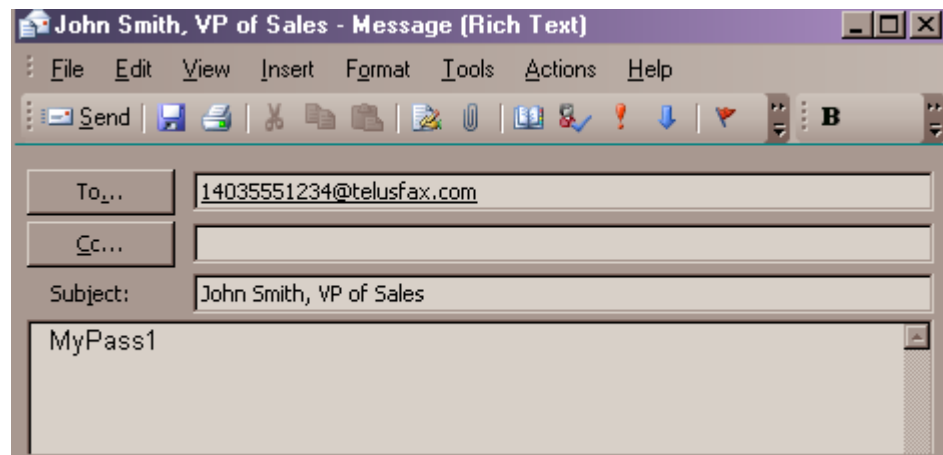 John Smith, VP of Sales - Message (Rich Text)
File Edit View Insert Format Tools Actions Help
Send B
To... 14035551234@telusfax.com
Cc...
Subject: John Smith, VP of Sales
MyPass1